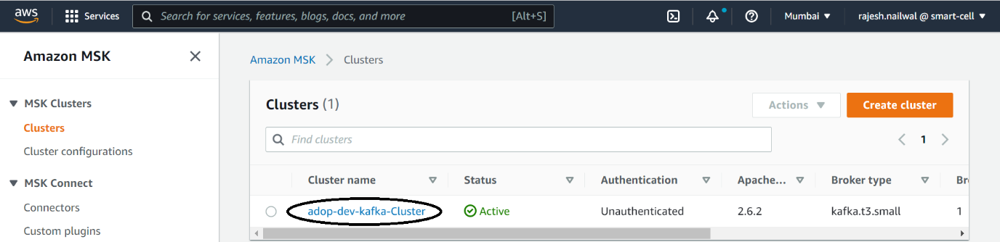 aws Services Search for services, features, blogs, docs, and more [Alt+S] Mumbai rajesh.nailwal @ smart-cell
Amazon MSK
MSK Clusters
Clusters
Cluster configurations
MSK Connect
Connectors
Custom plugins
Amazon MSK > Clusters
Clusters (1) Actions Create cluster
Find clusters 1
Cluster name Status Authentication Apache... Broker type Br
adop-dev-kafka-Cluster Active Unauthenticated 2.6.2 kafka.t3.small 1